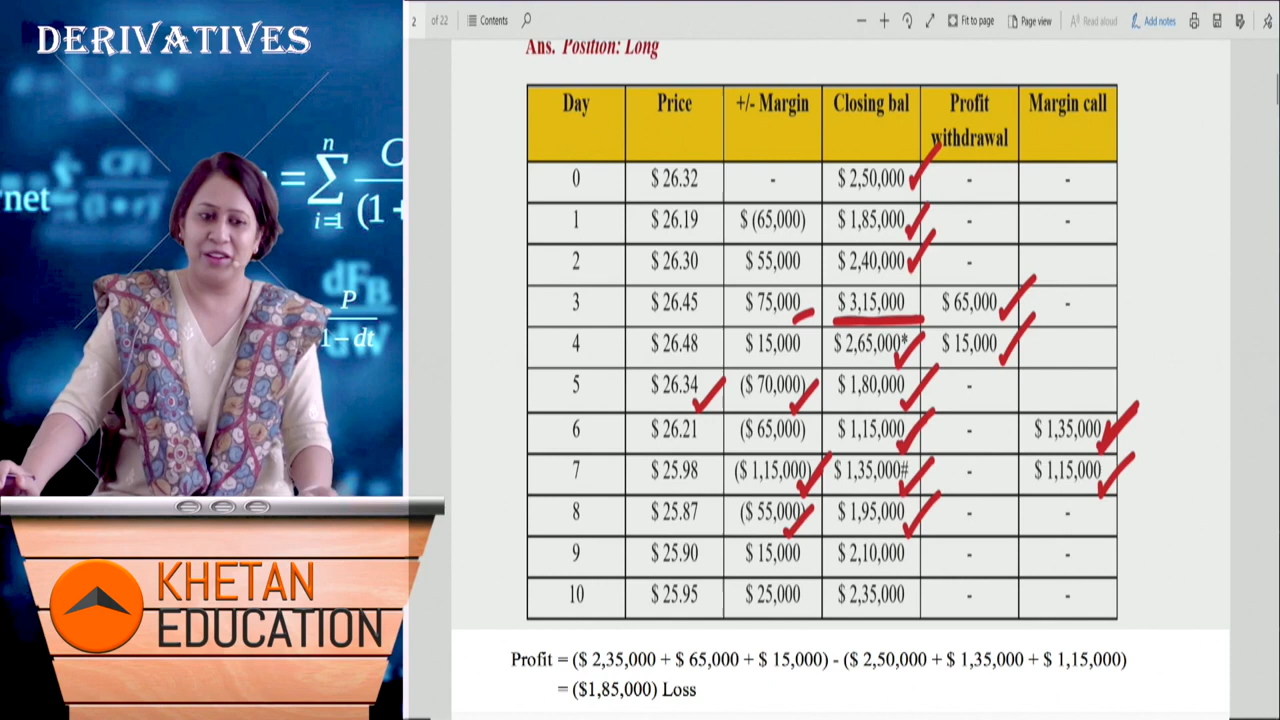 DERIVATIVES
2 of 22 Contents Fit to page Page view Read aloud Add notes
Ans. Position: Long
Day Price +/- Margin Closing bal Profit withdrawal Margin call
0 $ 26.32 - $ 2,50,000 - -
1 $ 26.19 $ (65,000) $ 1,85,000 - -
2 $ 26.30 $ 55,000 $ 2,40,000 -
3 $ 26.45 $ 75,000 $ 3,15,000 $ 65,000 -
4 $ 26.48 $ 15,000 $ 2,65,000* $ 15,000
5 $ 26.34 ($ 70,000) $ 1,80,000 -
6 $ 26.21 ($ 65,000) $ 1,15,000 - $ 1,35,000
7 $ 25.98 ($ 1,15,000) $ 1,35,000# - $ 1,15,000
8 $ 25.87 ($ 55,000) $ 1,95,000 - -
9 $ 25.90 $ 15,000 $ 2,10,000 - -
10 $ 25.95 $ 25,000 $ 2,35,000 - -
Profit = ($ 2,35,000 + $ 65,000 + $ 15,000) - ($ 2,50,000 + $ 1,35,000 + $ 1,15,000)
= ($1,85,000) Loss
rnet
n
= Σ
i=1
(1+
dFB
dW
P
1-dt
KHETAN
EDUCATION